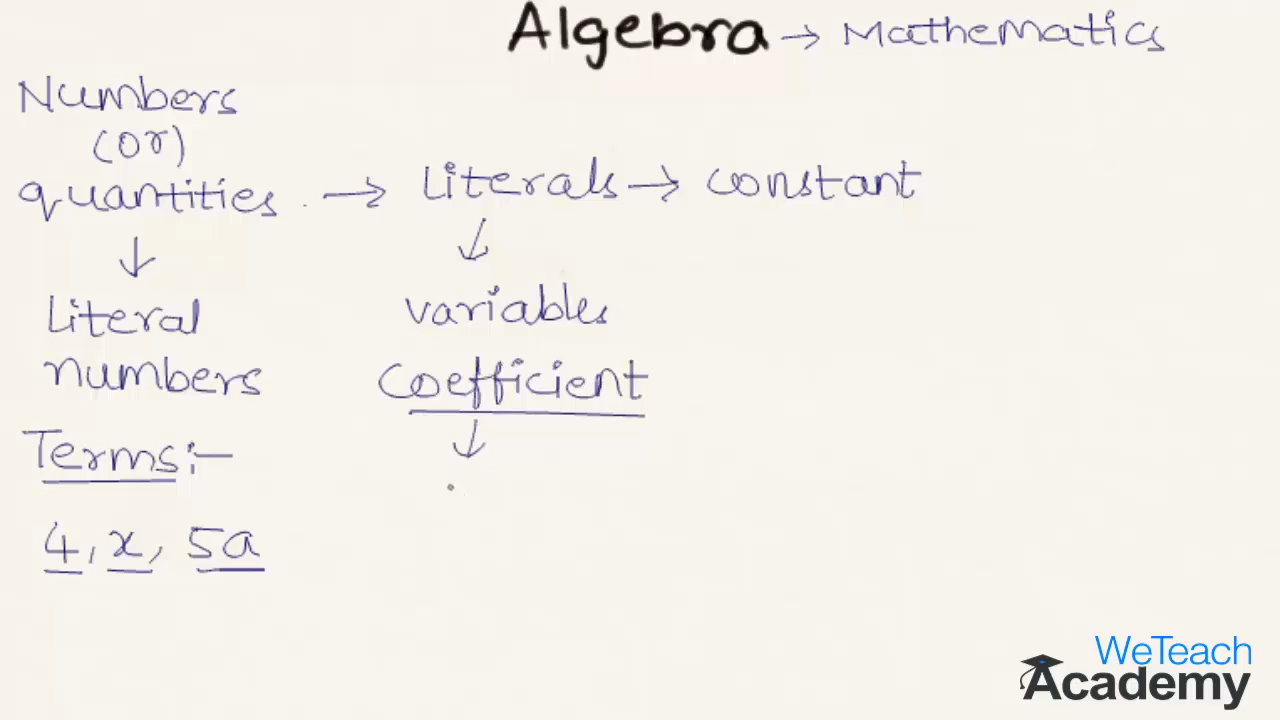 Algebra → Mathematics
Numbers
(or)
quantities → Literals → constant
↓ ↓
Literal variables
numbers coefficient
Terms:- ↓
4, x, 5a
WeTeach
Academy